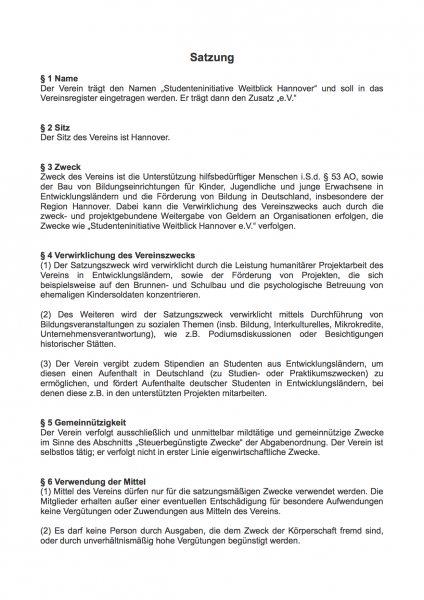 Satzung
§ 1 Name
Der Verein trägt den Namen „Studenteninitiative Weitblick Hannover" und soll in das
Vereinsregister eingetragen werden. Er trägt dann den Zusatz „e.V."
§ 2 Sitz
Der Sitz des Vereins ist Hannover.
§ 3 Zweck
Zweck des Vereins ist die Unterstützung hilfsbedürftiger Menschen i.S.d. § 53 AO, sowie
der Bau von Bildungseinrichtungen für Kinder, Jugendliche und junge Erwachsene in
Entwicklungsländern und die Förderung von Bildung in Deutschland, insbesondere der
Region Hannover. Dabei kann die Verwirklichung des Vereinszwecks auch durch die
zweck- und projektgebundene Weitergabe von Geldern an Organisationen erfolgen, die
Zwecke wie „Studenteninitiative Weitblick Hannover e.V." verfolgen.
§ 4 Verwirklichung des Vereinszwecks
(1) Der Satzungszweck wird verwirklicht durch die Leistung humanitärer Projektarbeit des
Vereins in Entwicklungsländern, sowie der Förderung von Projekten, die sich
beispielsweise auf den Brunnen- und Schulbau und die psychologische Betreuung von
ehemaligen Kindersoldaten konzentrieren.
(2) Des Weiteren wird der Satzungszweck verwirklicht mittels Durchführung von
Bildungsveranstaltungen zu sozialen Themen (insb. Bildung, Interkulturelles, Mikrokredite,
Unternehmensverantwortung), wie z.B. Podiumsdiskussionen oder Besichtigungen
historischer Stätten.
(3) Der Verein vergibt zudem Stipendien an Studenten aus Entwicklungsländern, um
diesen einen Aufenthalt in Deutschland (zu Studien- oder Praktikumszwecken) zu
ermöglichen, und fördert Aufenthalte deutscher Studenten in Entwicklungsländern, bei
denen diese z.B. in den unterstützten Projekten mitarbeiten.
§ 5 Gemeinnützigkeit
Der Verein verfolgt ausschließlich und unmittelbar mildtätige und gemeinnützige Zwecke
im Sinne des Abschnitts „Steuerbegünstigte Zwecke" der Abgabenordnung. Der Verein ist
selbstlos tätig; er verfolgt nicht in erster Linie eigenwirtschaftliche Zwecke.
§ 6 Verwendung der Mittel
(1) Mittel des Vereins dürfen nur für die satzungsmäßigen Zwecke verwendet werden. Die
Mitglieder erhalten außer einer eventuellen Entschädigung für besondere Aufwendungen
keine Vergütungen oder Zuwendungen aus Mitteln des Vereins.
(2) Es darf keine Person durch Ausgaben, die dem Zweck der Körperschaft fremd sind,
oder durch unverhältnismäßig hohe Vergütungen begünstigt werden.